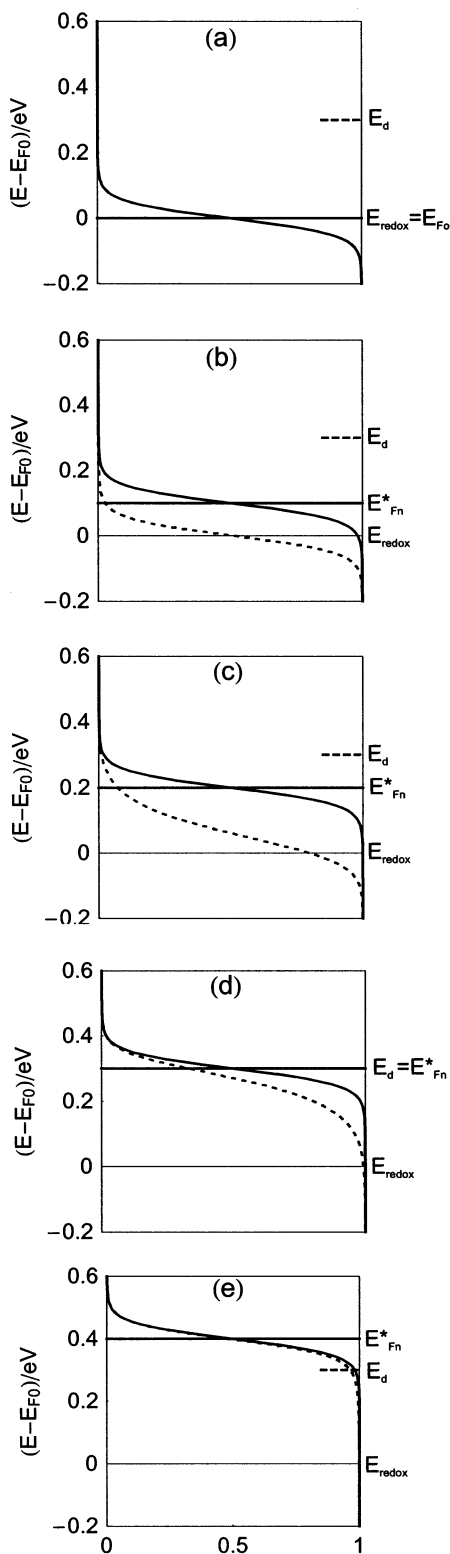 (a)
(E−EF0)/eV
0.6
0.4
Ed
0.2
0
Eredox=EFo
−0.2
(b)
(E−EF0)/eV
0.6
0.4
Ed
0.2
E*Fn
0
Eredox
−0.2
(c)
(E−EF0)/eV
0.6
0.4
Ed
0.2
E*Fn
0
Eredox
−0.2
(d)
(E−EF0)/eV
0.6
0.4
Ed=E*Fn
0.2
0
Eredox
−0.2
(e)
(E−EF0)/eV
0.6
0.4
E*Fn
Ed
0.2
0
Eredox
−0.2
0 0.5 1